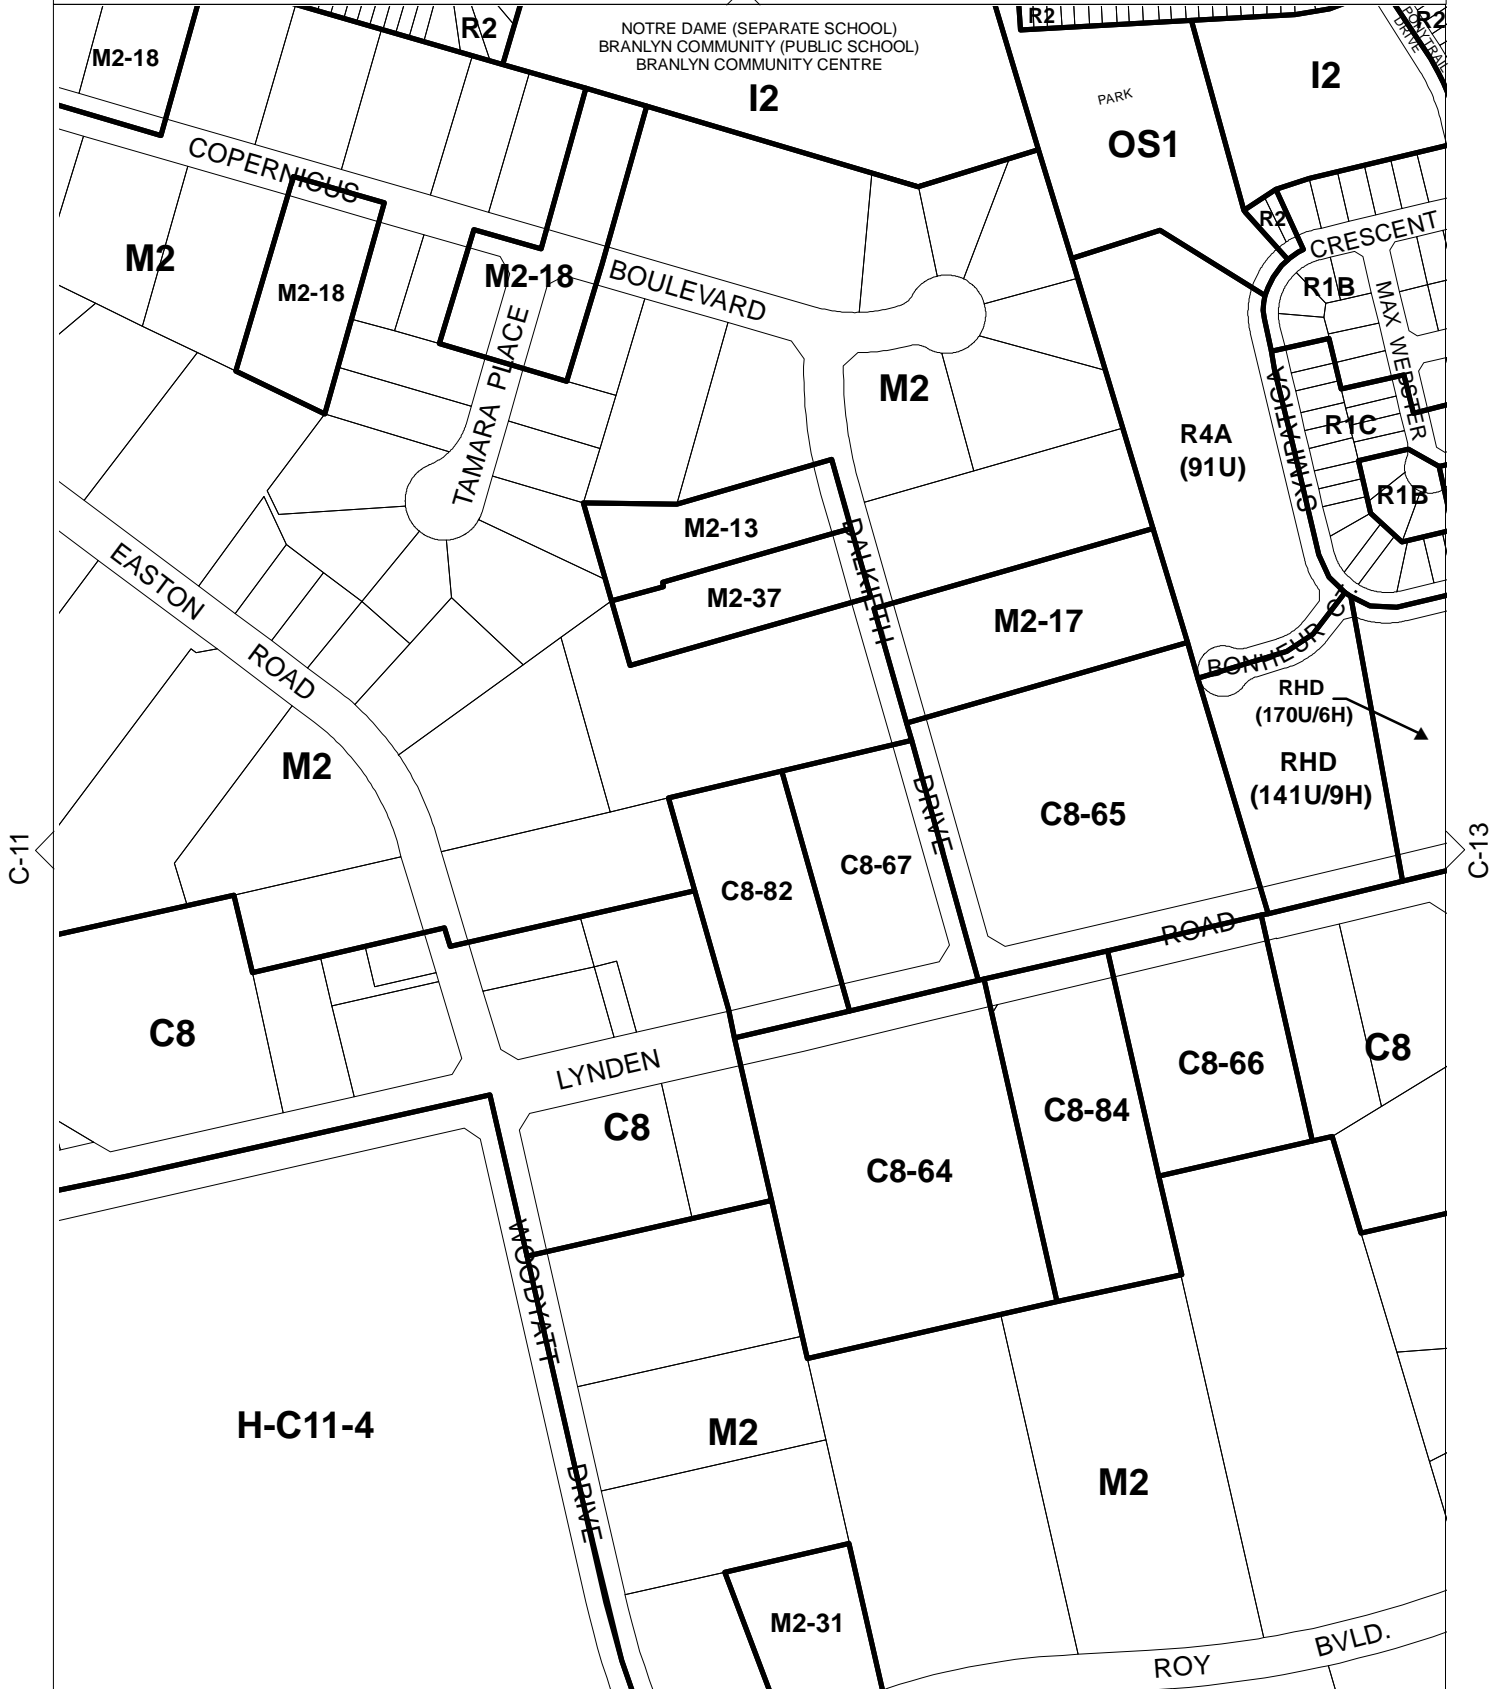 R2
R2
R2
NOTRE DAME (SEPARATE SCHOOL)
BRANLYN COMMUNITY (PUBLIC SCHOOL)
BRANLYN COMMUNITY CENTRE
I2
PONYTRAIL
DRIVE
M2-18
I2
PARK
OS1
COPERNICUS
R2
CRESCENT
M2
M2-18
M2-18
BOULEVARD
R1B
MAX WEBSTER
TAMARA PLACE
M2
SYMPATICA
R1C
R4A
(91U)
R1B
M2-13
DALKIETH
M2-37
EASTON
M2-17
BONHEUR CT.
ROAD
RHD
(170U/6H)
M2
RHD
(141U/9H)
C8-65
DRIVE
C-11
C-13
C8-67
C8-82
ROAD
C8
C8
C8-66
LYNDEN
C8
C8-84
C8-64
WOODYATT
H-C11-4
M2
M2
DRIVE
M2-31
BVLD.
ROY